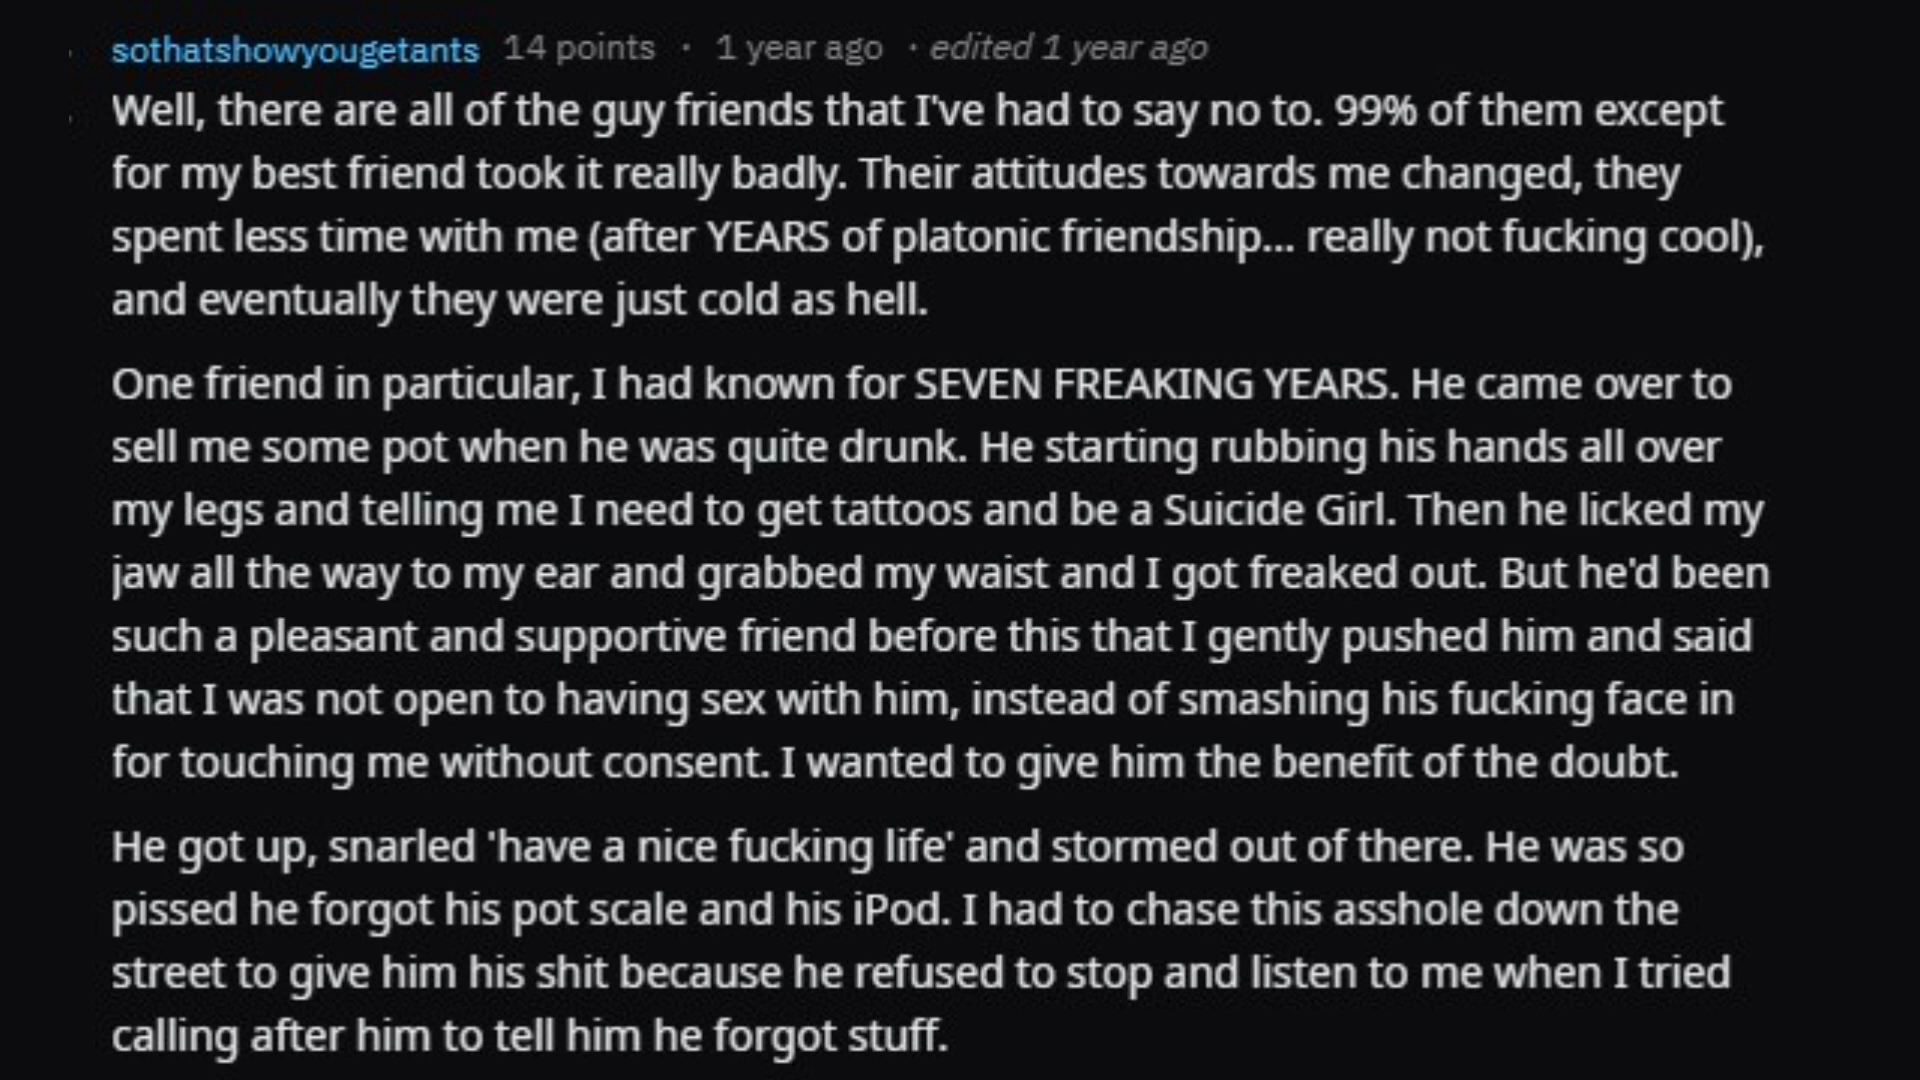 sothatshowyougetants 14 points · 1 year ago · edited 1 year ago
Well, there are all of the guy friends that I've had to say no to. 99% of them except
for my best friend took it really badly. Their attitudes towards me changed, they
spent less time with me (after YEARS of platonic friendship... really not fucking cool),
and eventually they were just cold as hell.
One friend in particular, I had known for SEVEN FREAKING YEARS. He came over to
sell me some pot when he was quite drunk. He starting rubbing his hands all over
my legs and telling me I need to get tattoos and be a Suicide Girl. Then he licked my
jaw all the way to my ear and grabbed my waist and I got freaked out. But he'd been
such a pleasant and supportive friend before this that I gently pushed him and said
that I was not open to having sex with him, instead of smashing his fucking face in
for touching me without consent. I wanted to give him the benefit of the doubt.
He got up, snarled 'have a nice fucking life' and stormed out of there. He was so
pissed he forgot his pot scale and his iPod. I had to chase this asshole down the
street to give him his shit because he refused to stop and listen to me when I tried
calling after him to tell him he forgot stuff.